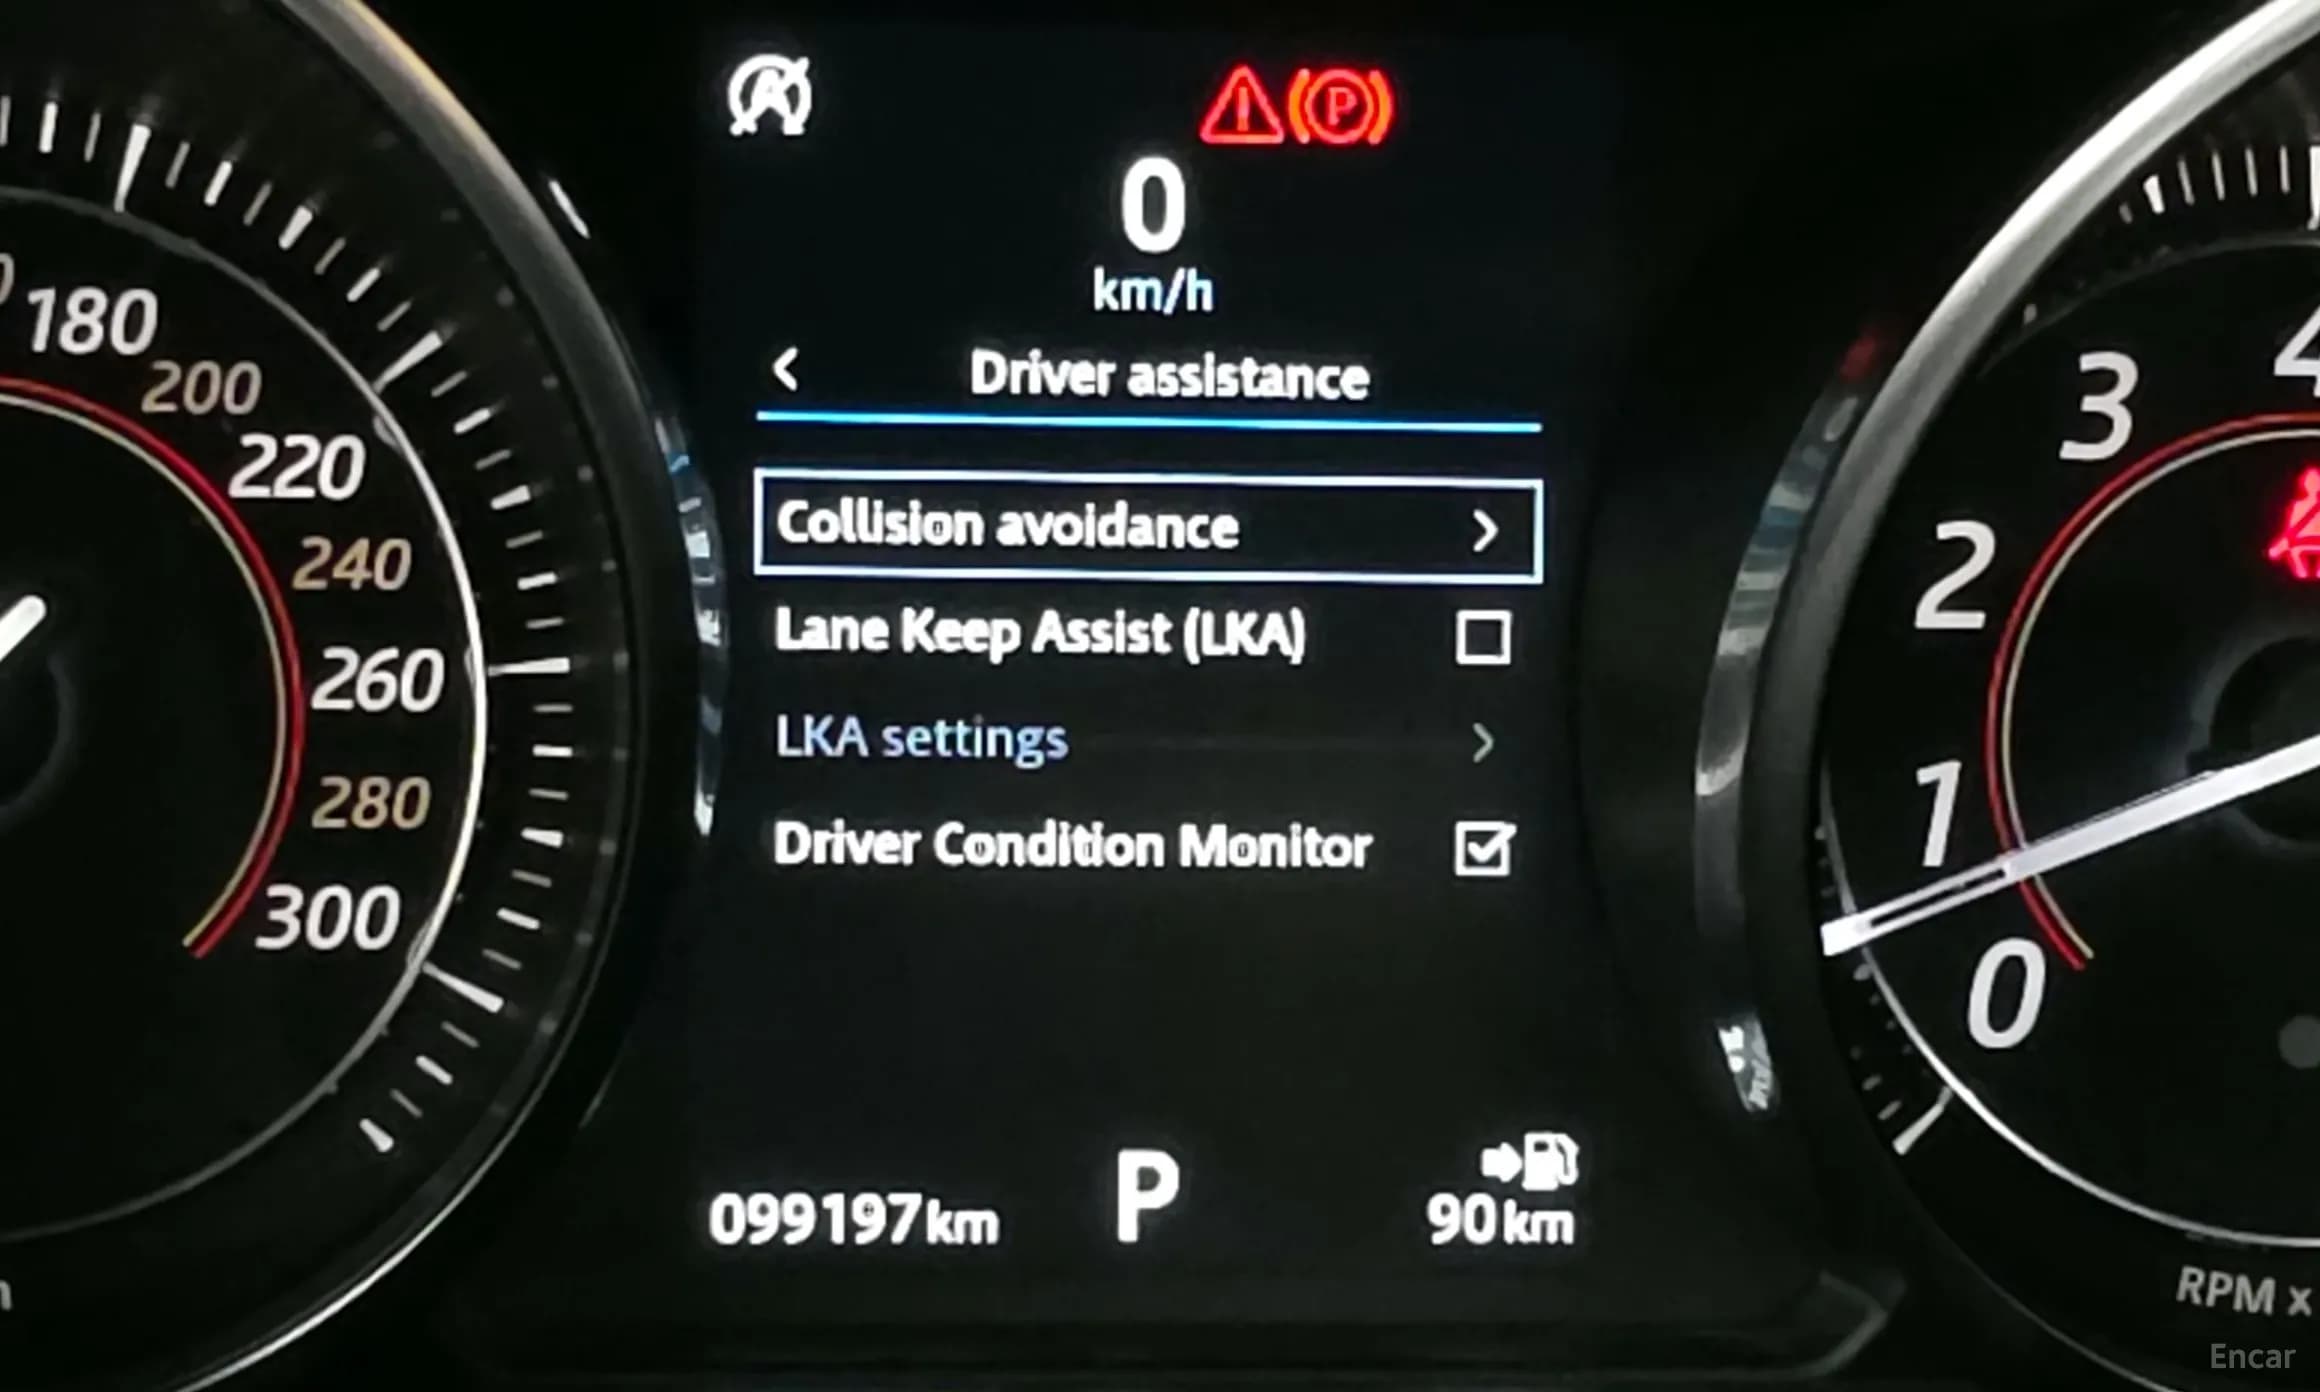 0
km/h
Driver assistance
Collision avoidance
Lane Keep Assist (LKA)
LKA settings
Driver Condition Monitor
099197km
P
90km
180
200
220
240
260
280
300
4
3
2
1
0
RPM x
Encar